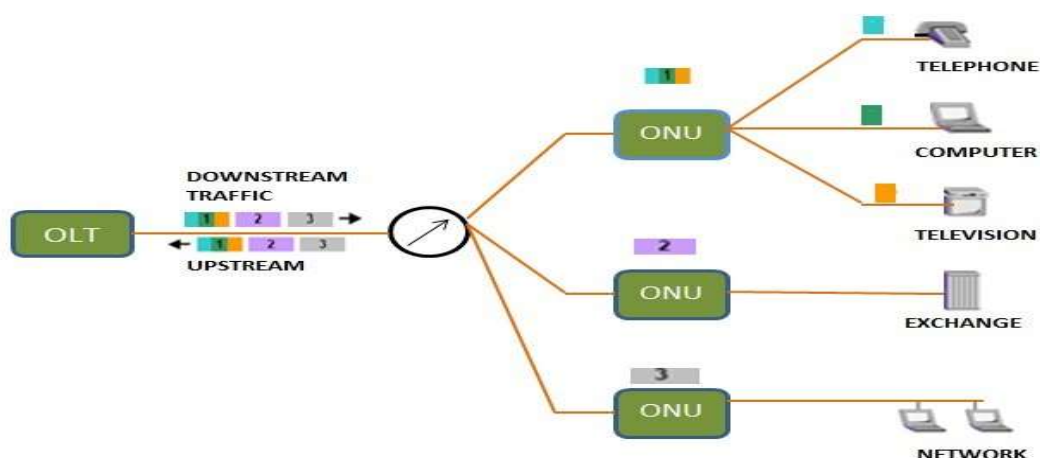 TELEPHONE
1
ONU
COMPUTER
DOWNSTREAM
TRAFFIC
1 2 3
OLT
1 2 3
UPSTREAM
TELEVISION
2
ONU
EXCHANGE
3
ONU
NETWORK